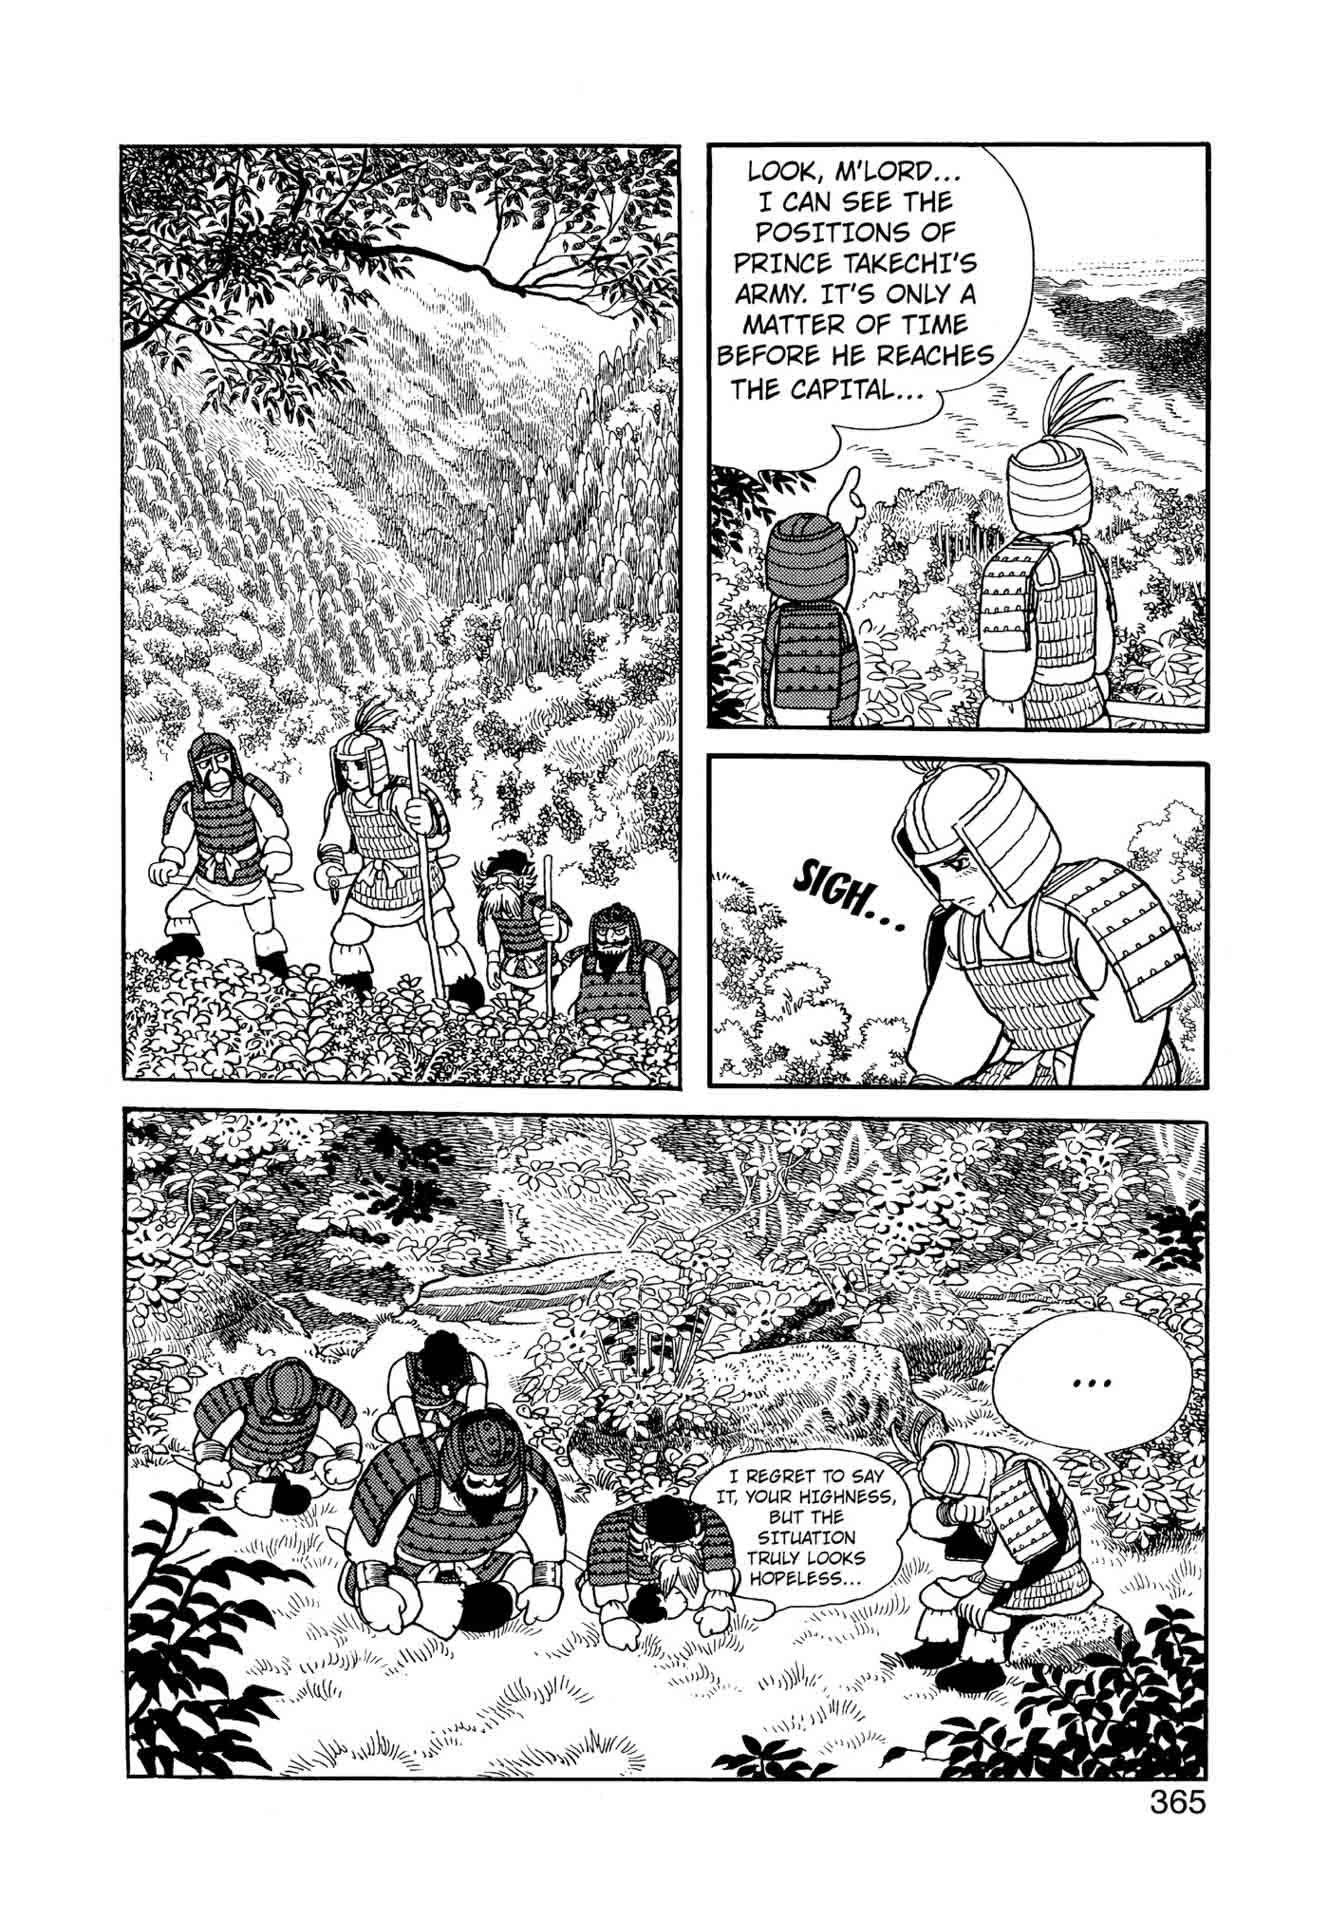 LOOK, M'LORD...
I CAN SEE THE
POSITIONS OF
PRINCE TAKECHI'S
ARMY. IT'S ONLY A
MATTER OF TIME
BEFORE HE REACHES
THE CAPITAL...
SIGH...
...
I REGRET TO SAY
IT, YOUR HIGHNESS,
BUT THE
SITUATION
TRULY LOOKS
HOPELESS...
365